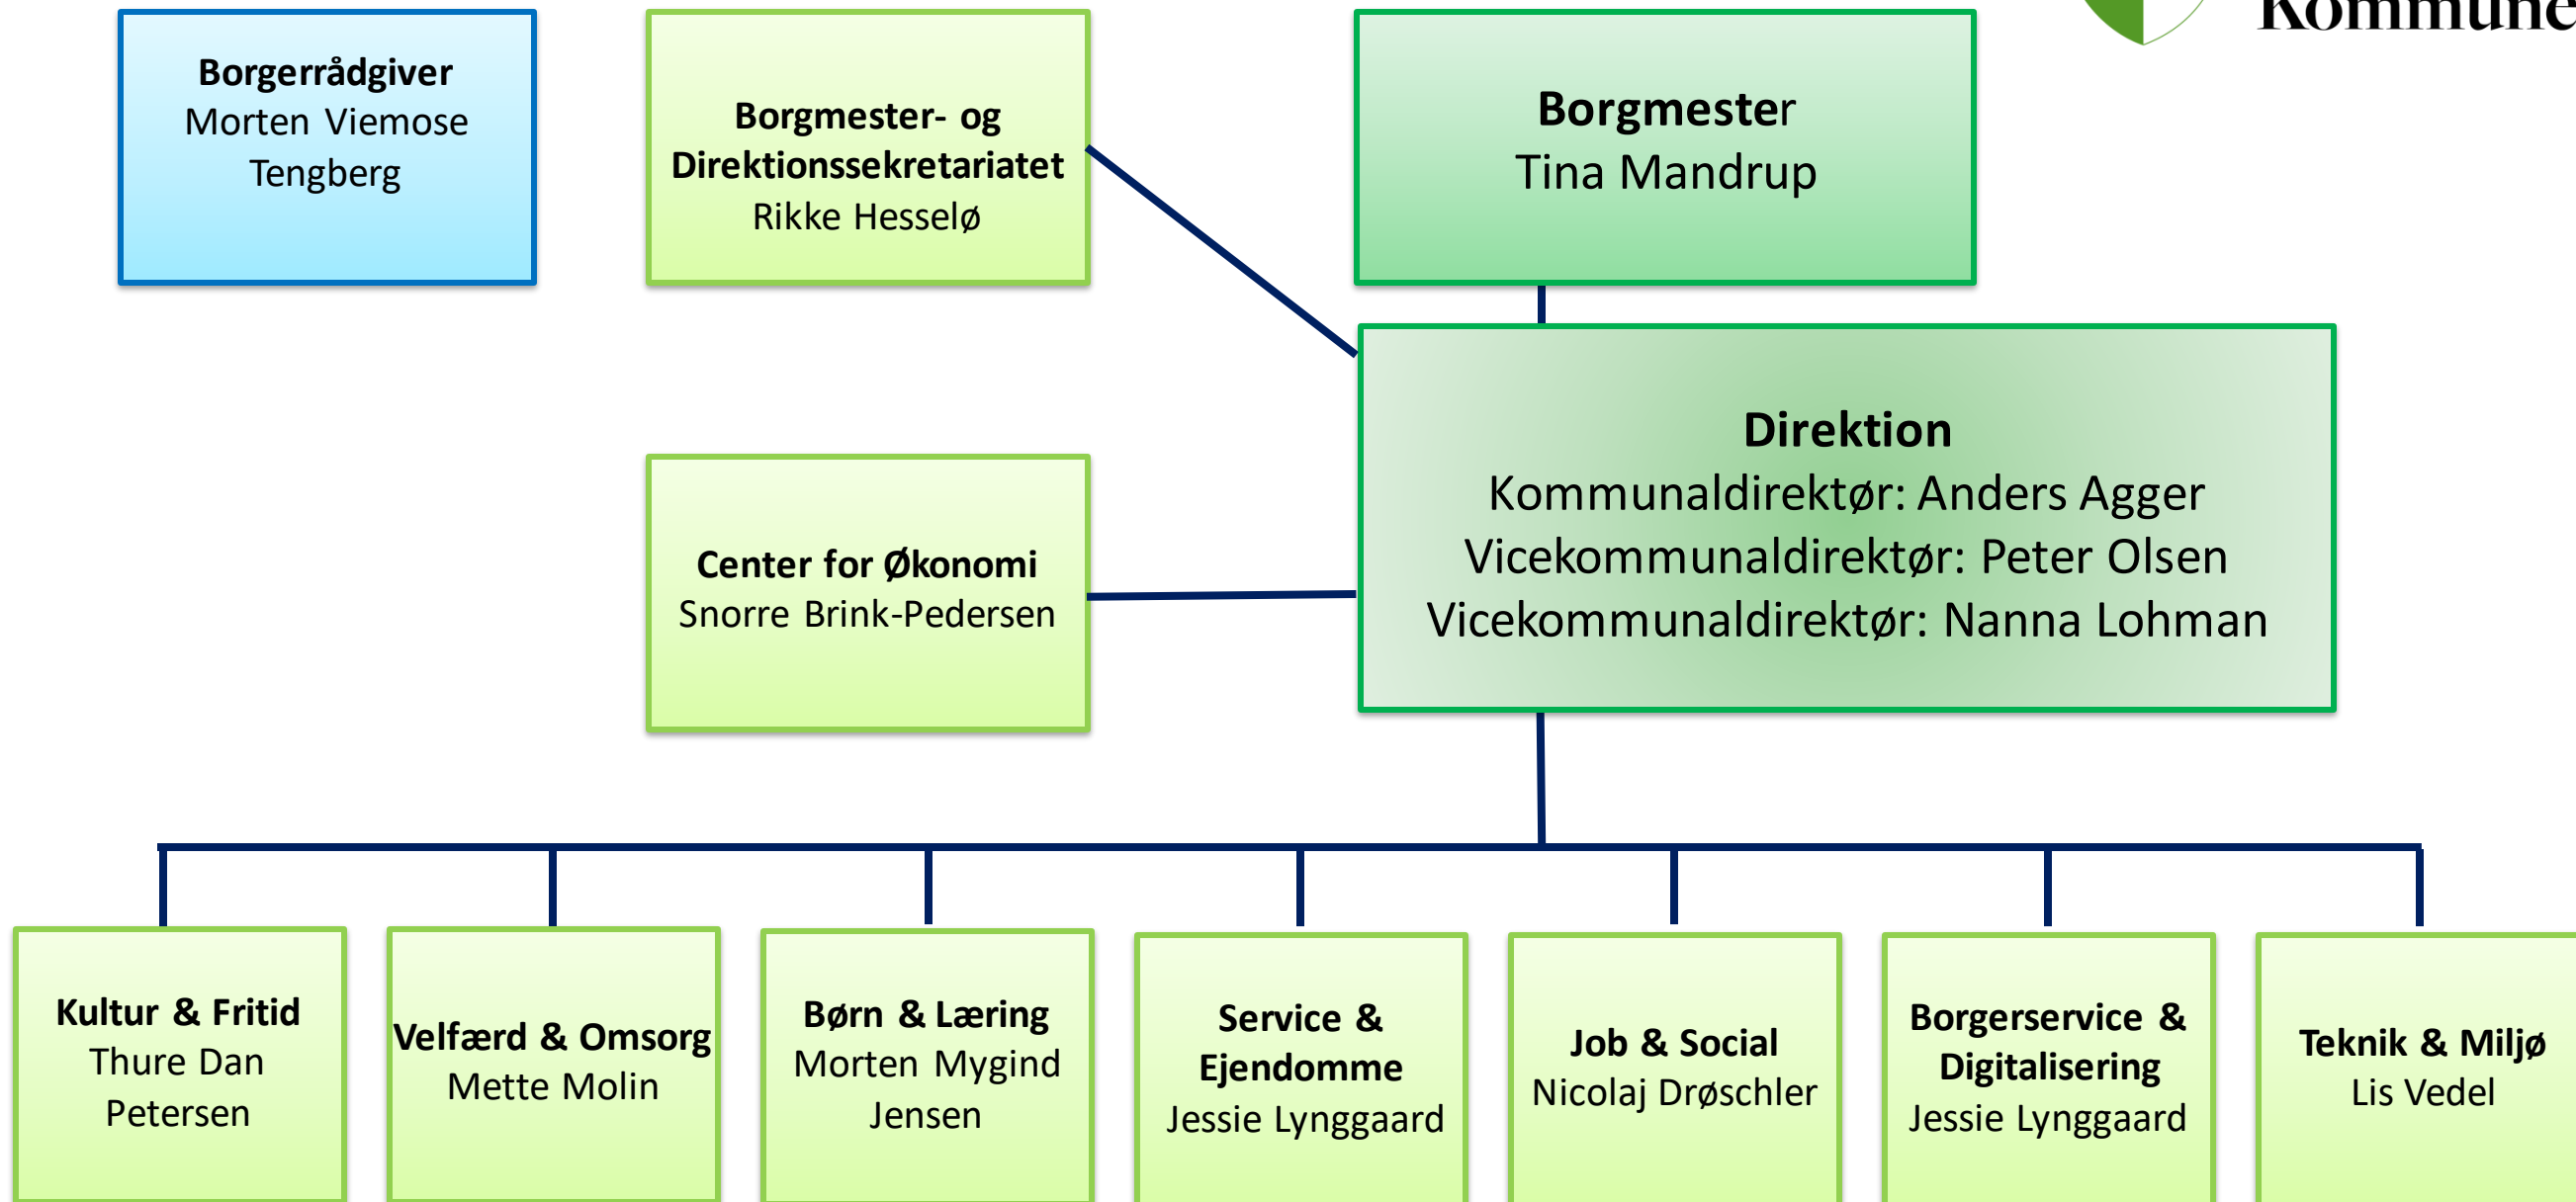 Kommune
Borgerrådgiver
Morten Viemose
Tengberg
Borgmester- og
Direktionssekretariatet
Rikke Hesselø
Borgmester
Tina Mandrup
Direktion
Kommunaldirektør: Anders Agger
Vicekommunaldirektør: Peter Olsen
Vicekommunaldirektør: Nanna Lohman
Center for Økonomi
Snorre Brink-Pedersen
Kultur & Fritid
Thure Dan
Petersen
Velfærd & Omsorg
Mette Molin
Børn & Læring
Morten Mygind
Jensen
Service &
Ejendomme
Jessie Lynggaard
Job & Social
Nicolaj Drøschler
Borgerservice &
Digitalisering
Jessie Lynggaard
Teknik & Miljø
Lis Vedel